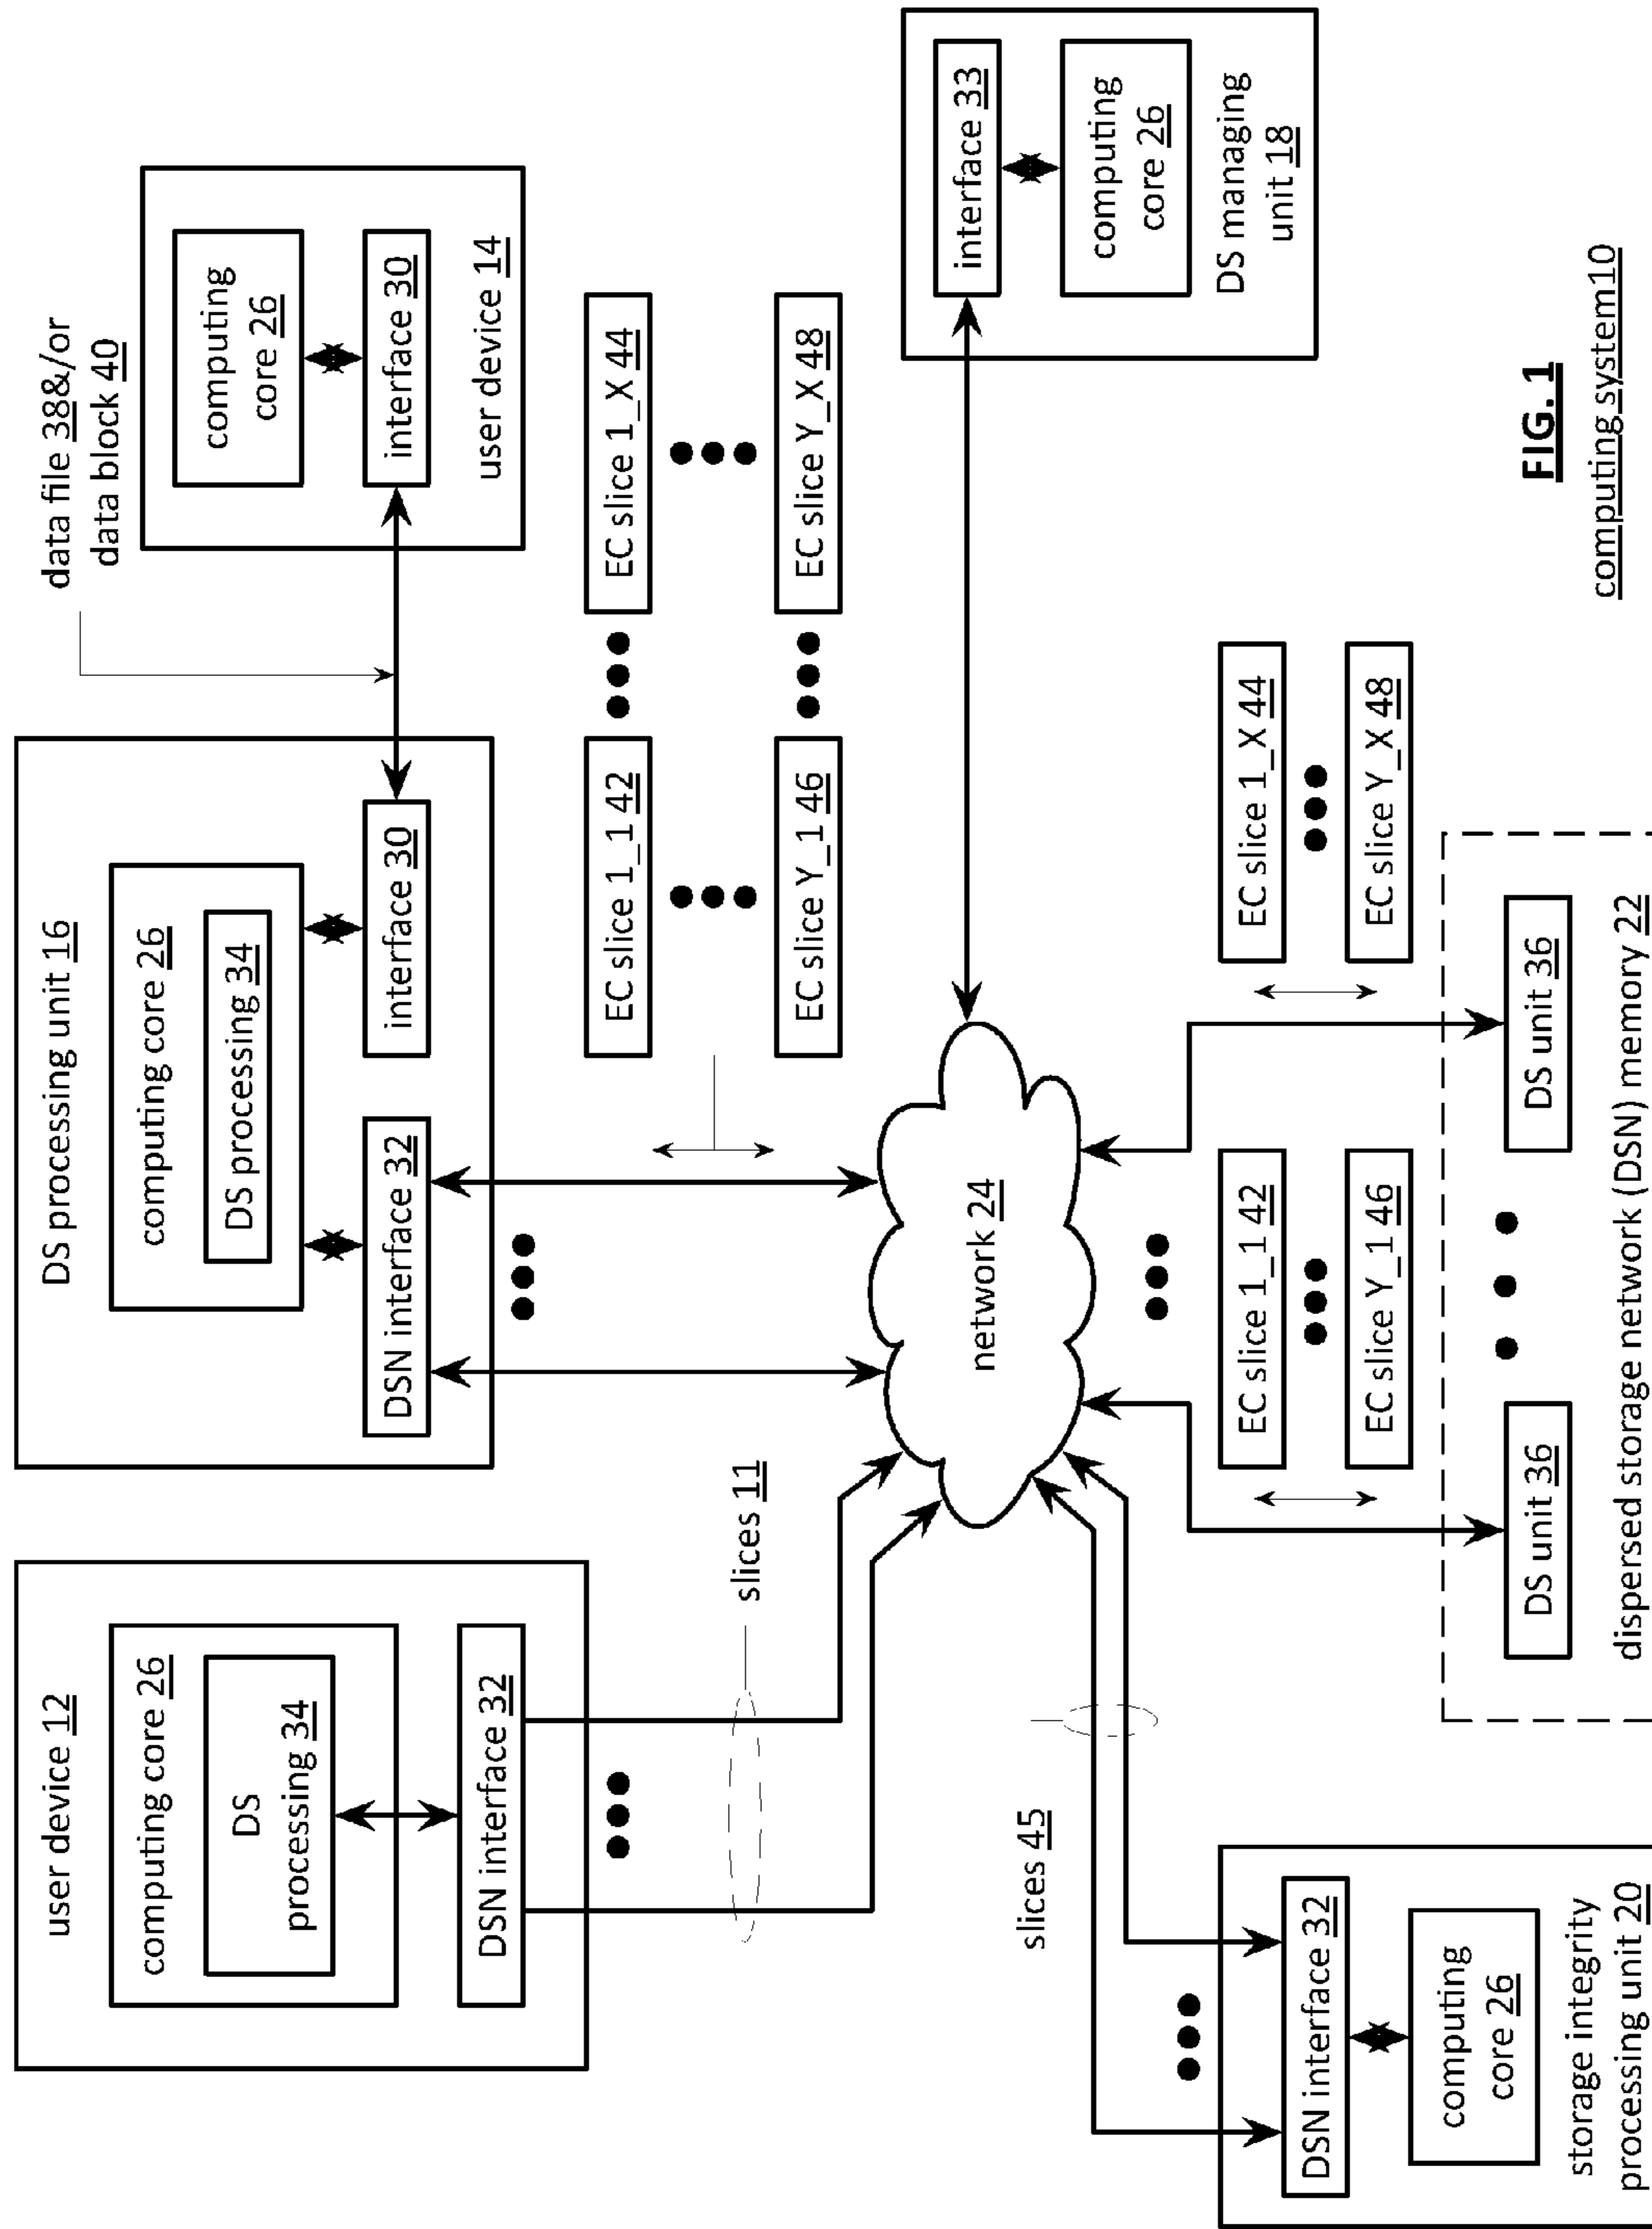 user device 12
computing core 26
DS
processing 34
DSN interface 32
DS processing unit 16
computing core 26
DS processing 34
DSN interface 32
interface 30
data file 38&/or
data block 40
computing
core 26
interface 30
user device 14
slices 11
EC slice 1_1 42
EC slice 1_X 44
EC slice Y_1 46
EC slice Y_X 48
network 24
slices 45
DSN interface 32
computing
core 26
storage integrity
processing unit 20
EC slice 1_1 42
EC slice Y_1 46
EC slice 1_X 44
EC slice Y_X 48
DS unit 36
DS unit 36
dispersed storage network (DSN) memory 22
interface 33
computing
core 26
DS managing
unit 18
FIG. 1
computing system10